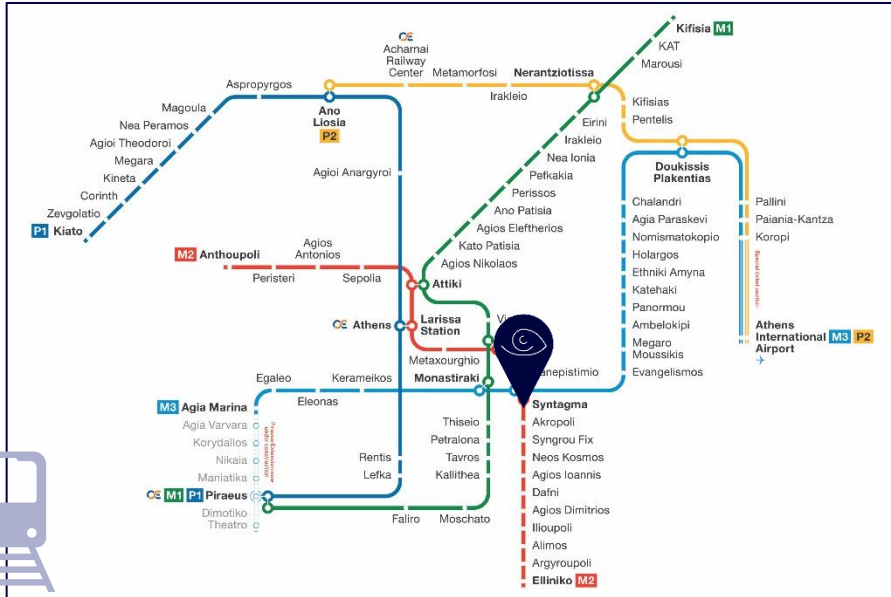 Kifisia M1
KAT
Marousi
Nerantziotissa
OE
Acharnai
Railway
Center
Metamorfosi
Irakleio
Aspropyrgos
Ano
Liosia
P2
Magoula
Nea Peramos
Agioi Theodoroi
Megara
Kineta
Corinth
Zevgolatio
P1 Kiato
Agioi Anargyroi
Kifisias
Pentelis
Eirini
Irakleio
Nea Ionia
Pefkakia
Perissos
Ano Patisia
Agios Eleftherios
Kato Patisia
Agios Nikolaos
Attiki
Doukissis
Plakentias
Chalandri
Agia Paraskevi
Nomismatokopio
Holargos
Ethniki Amyna
Katehaki
Panormou
Ambelokipi
Megaro
Moussikis
Evangelismos
Pallini
Paiania-Kantza
Koropi
Athens
International
Airport
M3 P2
M2 Anthoupoli
Peristeri
Agios
Antonios
Sepolia
OE Athens
Larissa
Station
Metaxourghio
Monastiraki
Egaleo
Eleonas
Kerameikos
M3 Agia Marina
Agia Varvara
Korydallos
Nikaia
Maniatika
OE M1 P1 Piraeus
Dimotiko
Theatro
Rentis
Lefka
Faliro
Moschato
Thiseio
Petralona
Tavros
Kallithea
Syntagma
Akropoli
Syngrou Fix
Neos Kosmos
Agios Ioannis
Dafni
Agios Dimitrios
Ilioupoli
Alimos
Argyroupoli
Elliniko M2